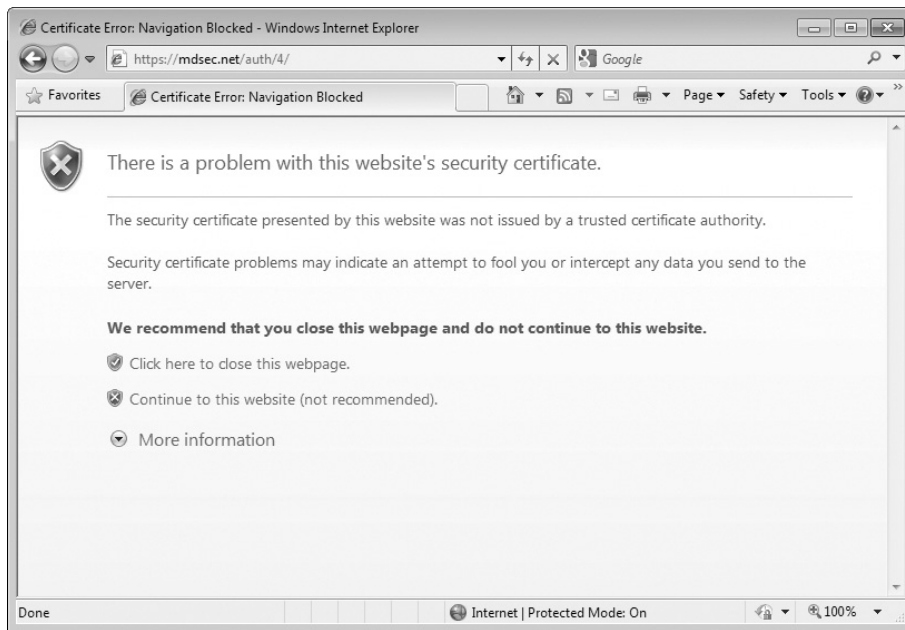 Certificate Error: Navigation Blocked - Windows Internet Explorer
https://mdsec.net/auth/4/
Google
Favorites
Certificate Error: Navigation Blocked
Page
Safety
Tools
There is a problem with this website's security certificate.
The security certificate presented by this website was not issued by a trusted certificate authority.
Security certificate problems may indicate an attempt to fool you or intercept any data you send to the
server.
We recommend that you close this webpage and do not continue to this website.
Click here to close this webpage.
Continue to this website (not recommended).
More information
Done
Internet | Protected Mode: On
100%